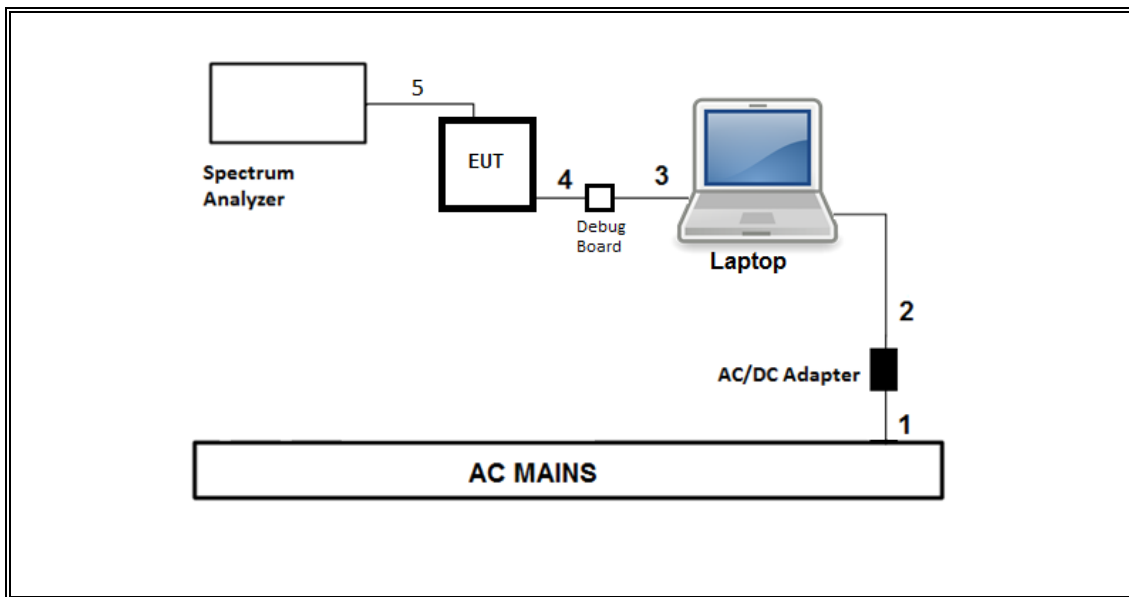 5
Spectrum
Analyzer
EUT
4
3
Debug
Board
Laptop
2
AC/DC Adapter
1
AC MAINS